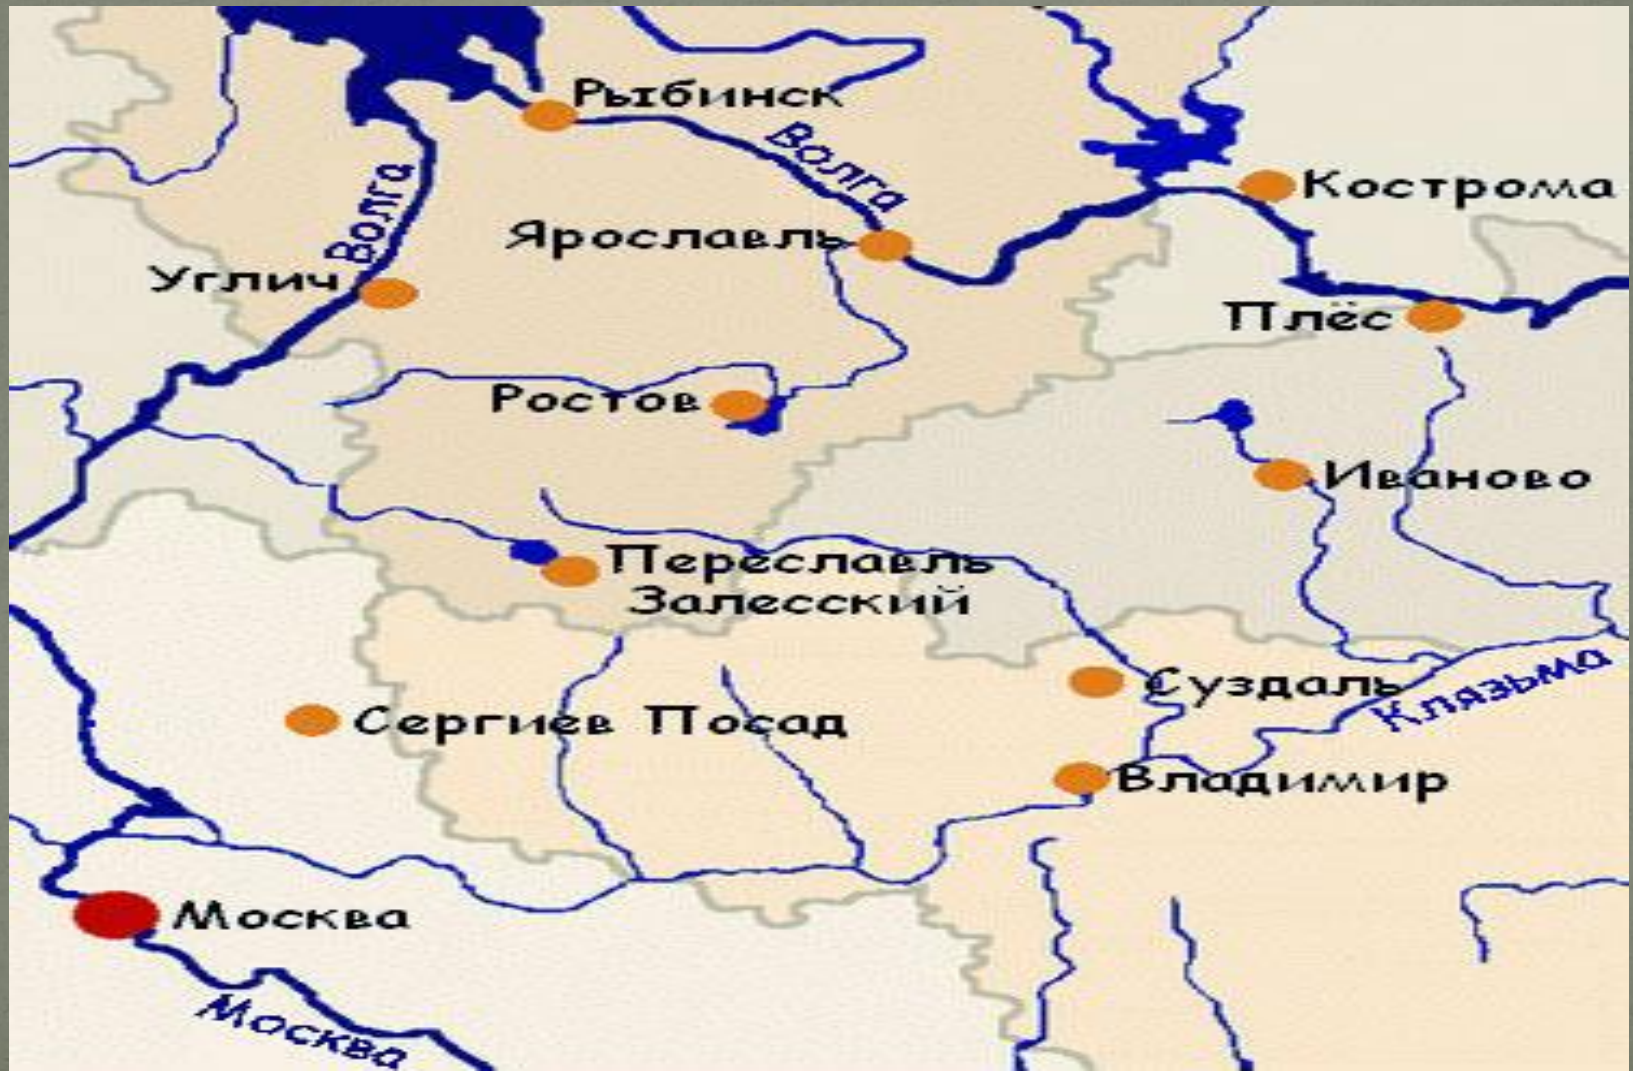 Рыбинск
Волга
Волга
Кострома
Ярославль
Углич
Плёс
Ростов
Иваново
Переславль
Залесский
Суздаль
Клязьма
Сергиев Посад
Владимир
Москва
Москва